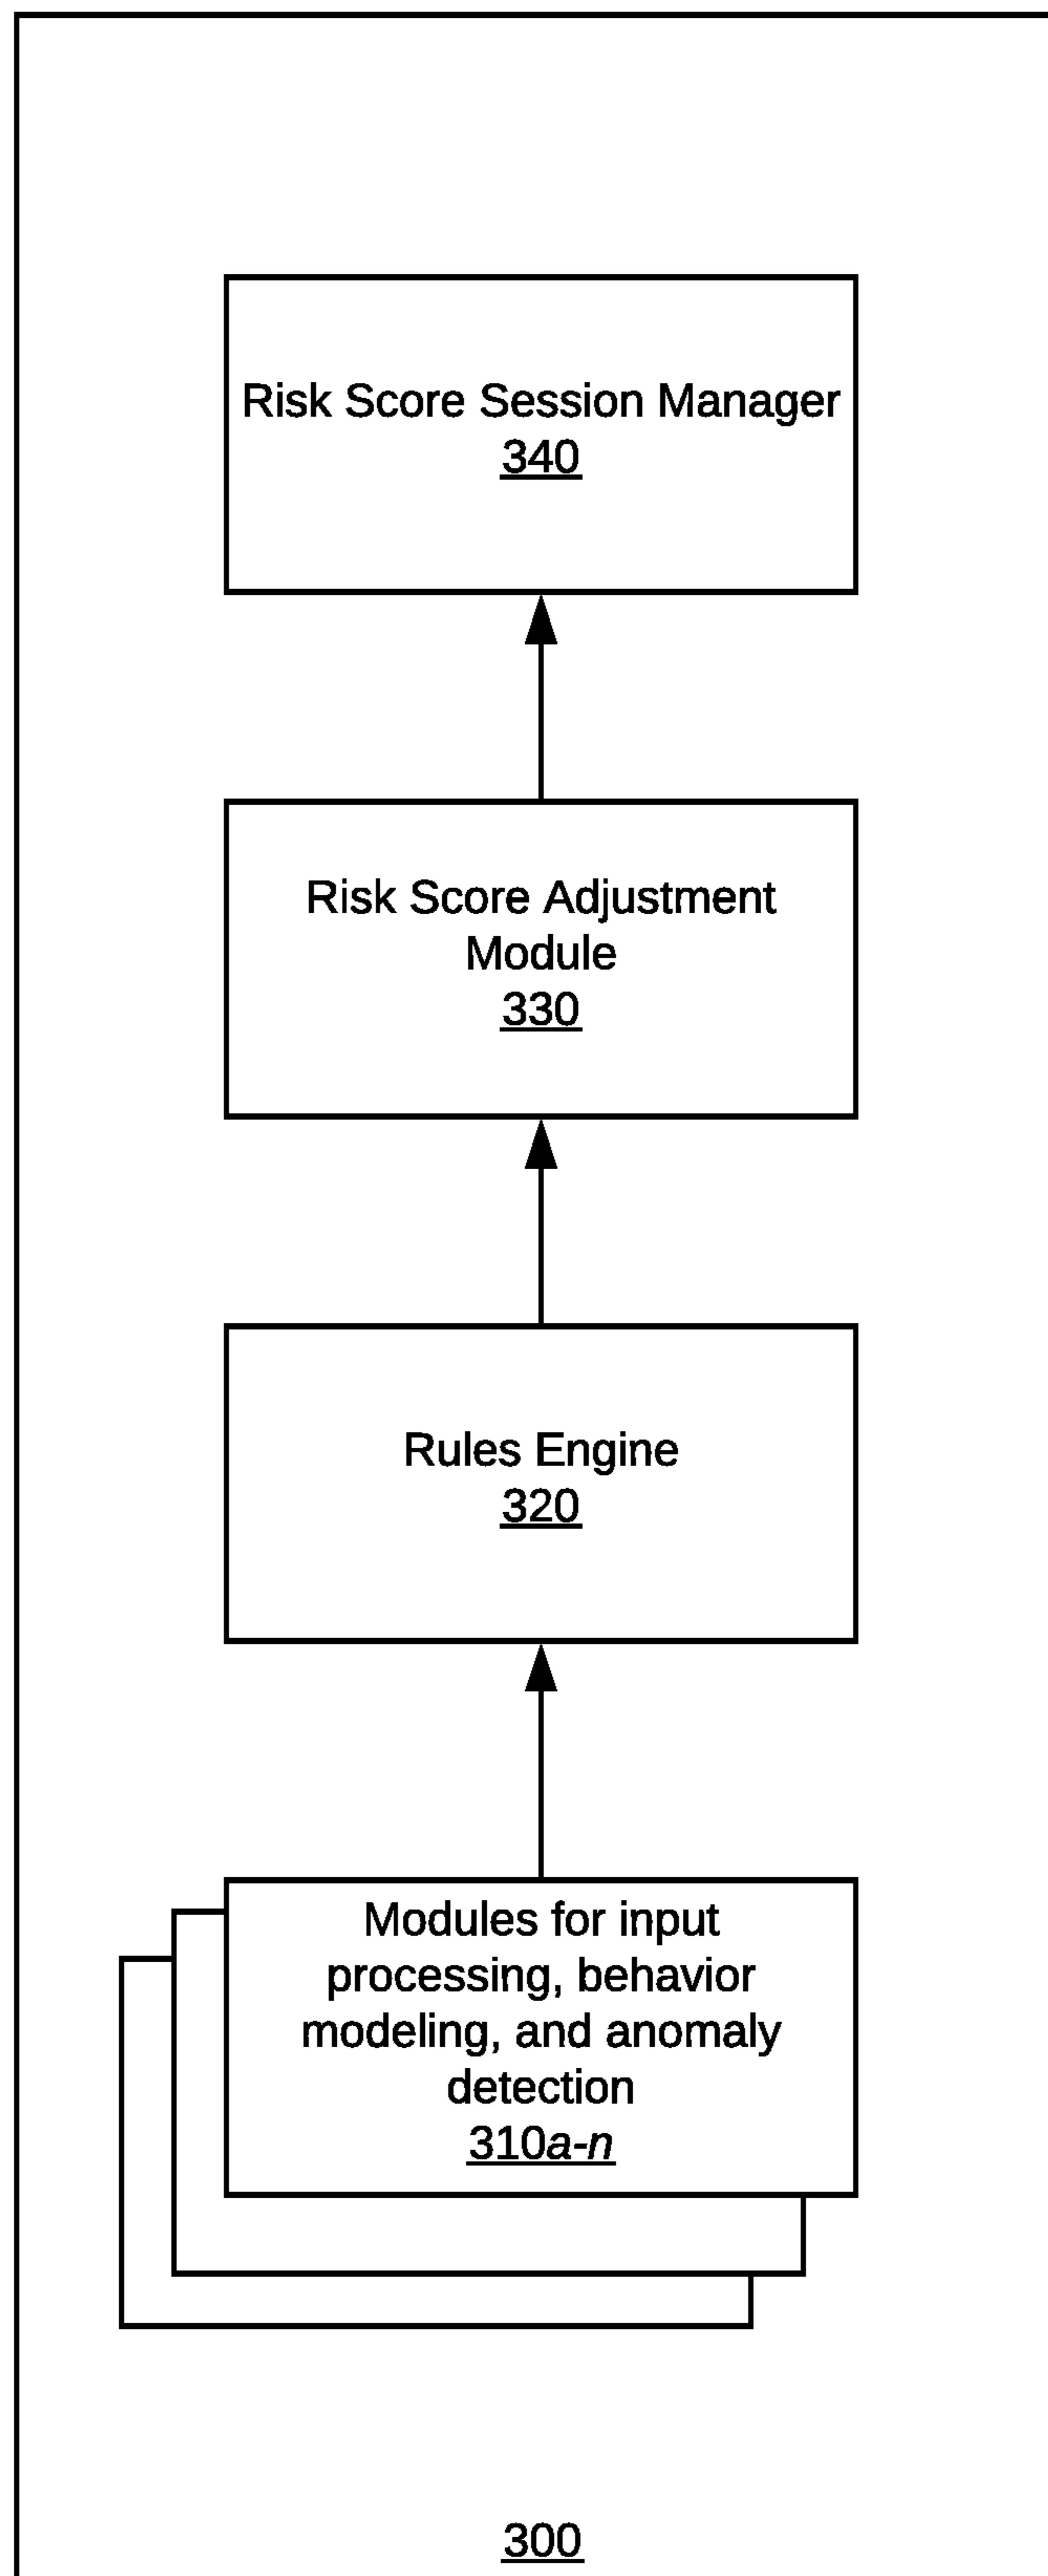 Risk Score Session Manager
340
Risk Score Adjustment
Module
330
Rules Engine
320
Modules for input
processing, behavior
modeling, and anomaly
detection
310a-n
300